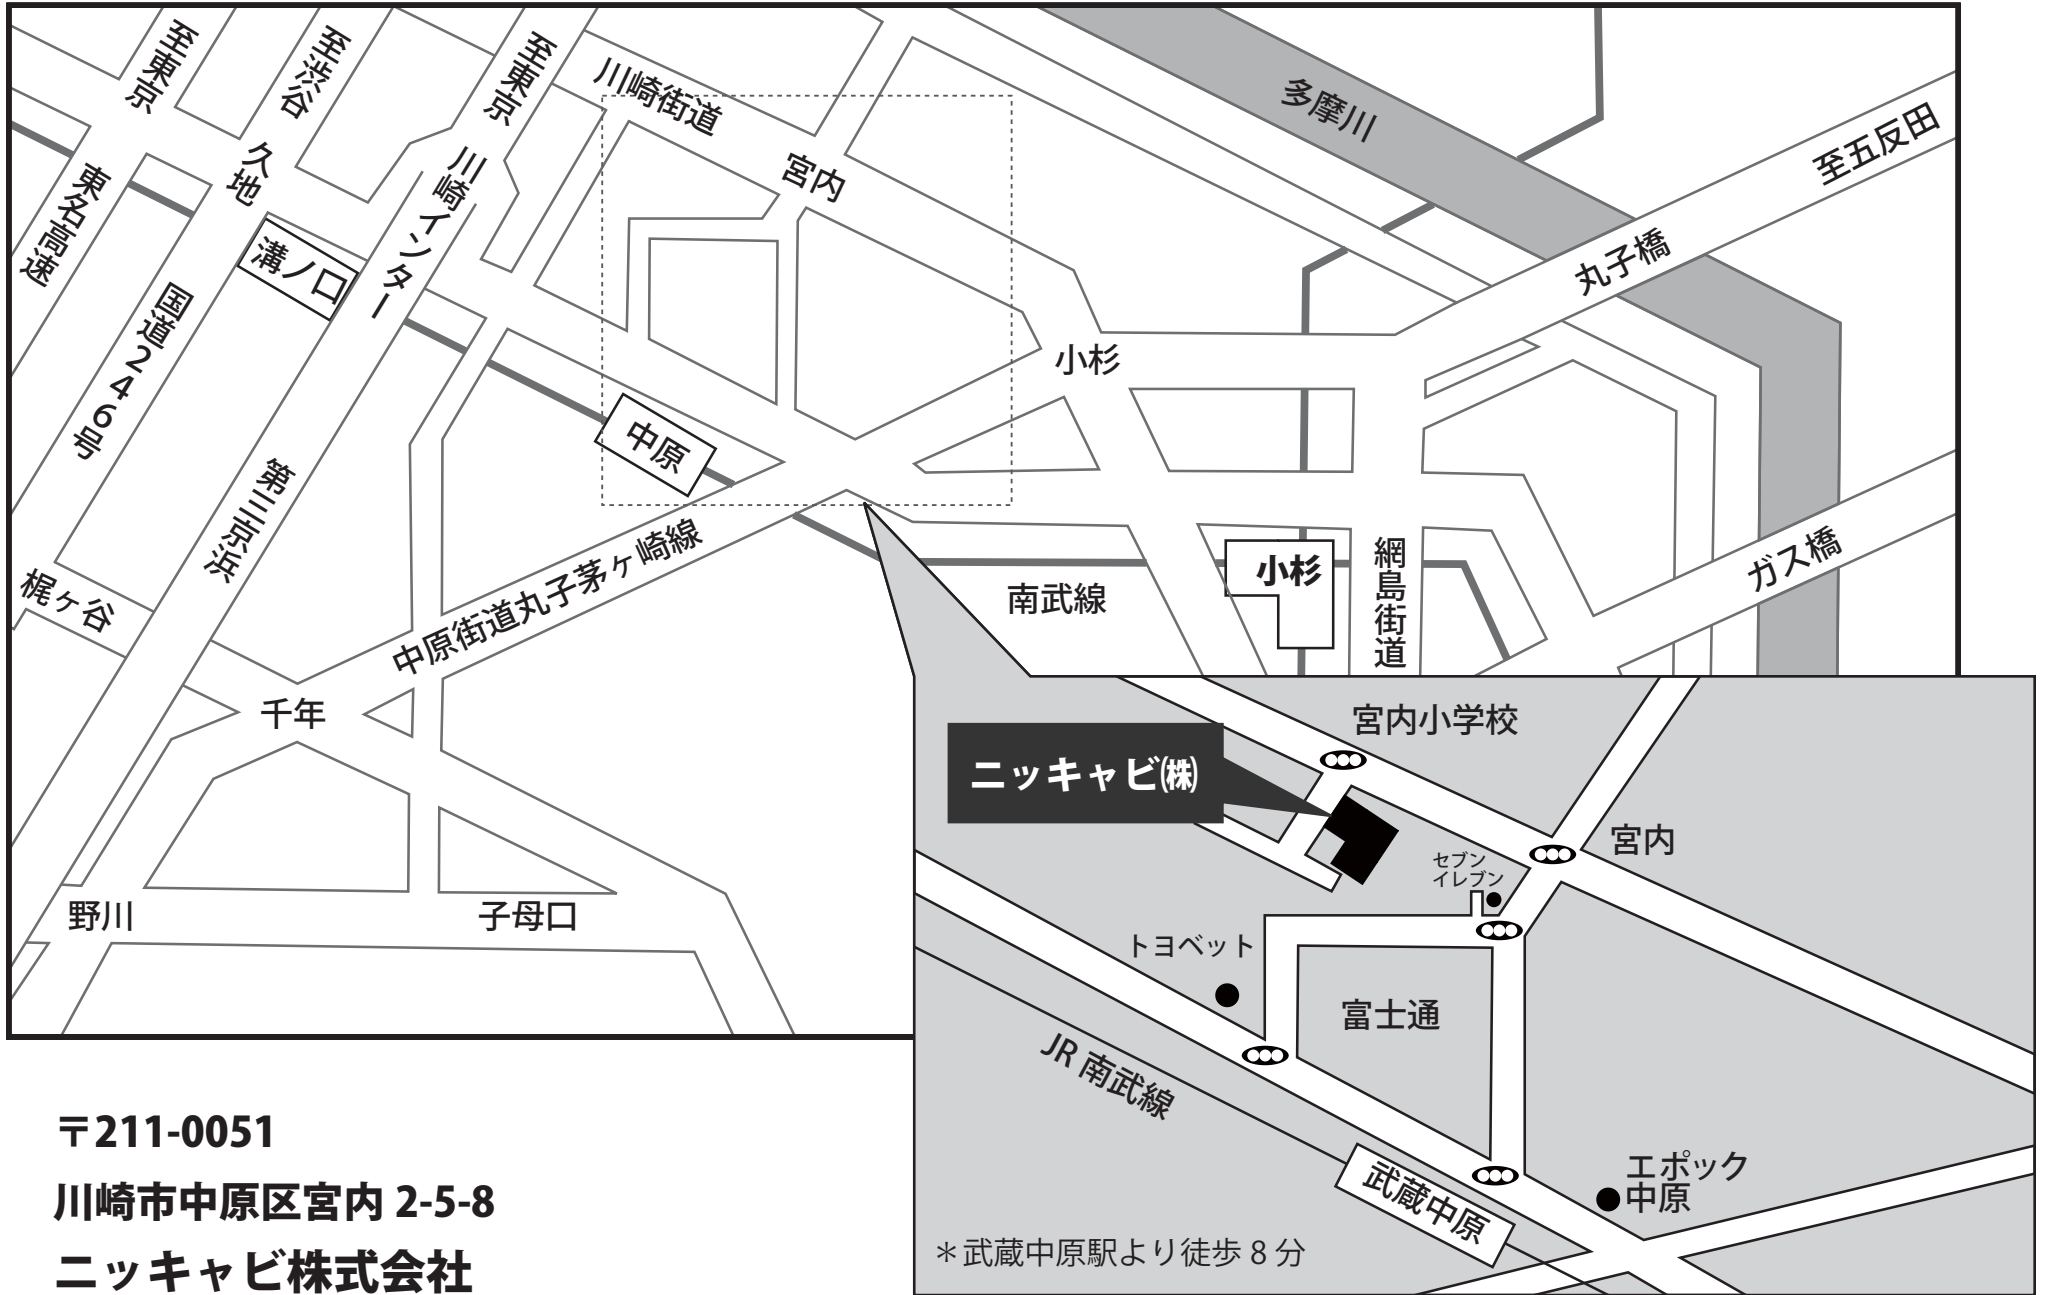 至東京
至渋谷
至東京
川崎街道
多摩川
至五反田
久地
川崎インター
宮内
東名高速
溝ノ口
丸子橋
国道246号
小杉
中原
第三京浜
中原街道丸子茅ヶ崎線
南武線
小杉
網島街道
ガス橋
梶ヶ谷
千年
野川
子母口
宮内小学校
ニッキャビ㈱
宮内
セブン
イレブン
トヨペット
富士通
JR 南武線
エポック
中原
武蔵中原
＊武蔵中原駅より徒歩 8 分
〒211-0051
川崎市中原区宮内 2-5-8
ニッキャビ株式会社